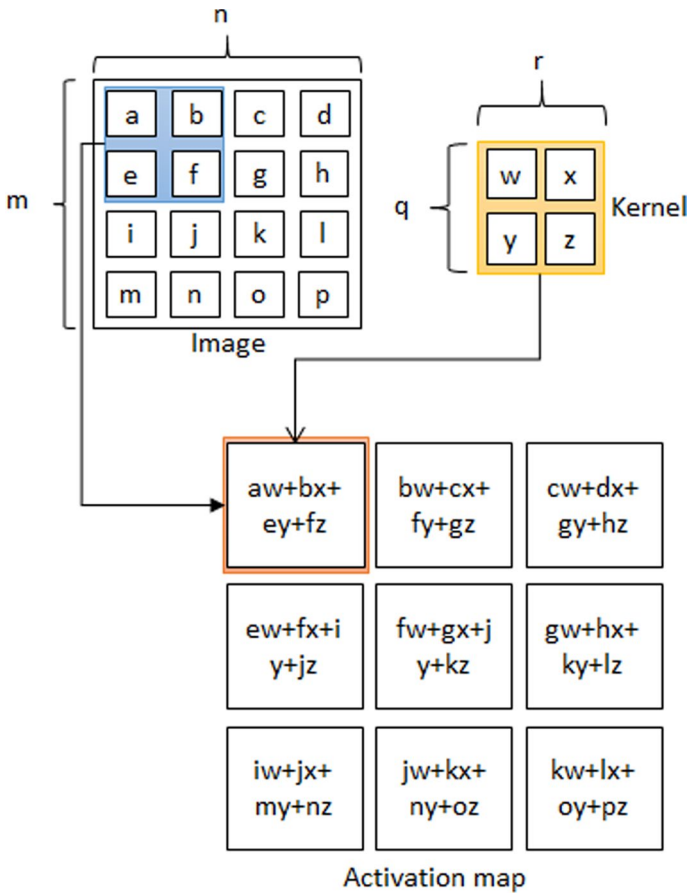 n
r
a b c d
w x
e f g h
m
q
Kernel
y z
i j k l
m n o p
Image
aw+bx+
ey+fz
bw+cx+
fy+gz
cw+dx+
gy+hz
ew+fx+i
y+jz
fw+gx+j
y+kz
gw+hx+
ky+lz
iw+jx+
my+nz
jw+kx+
ny+oz
kw+lx+
oy+pz
Activation map